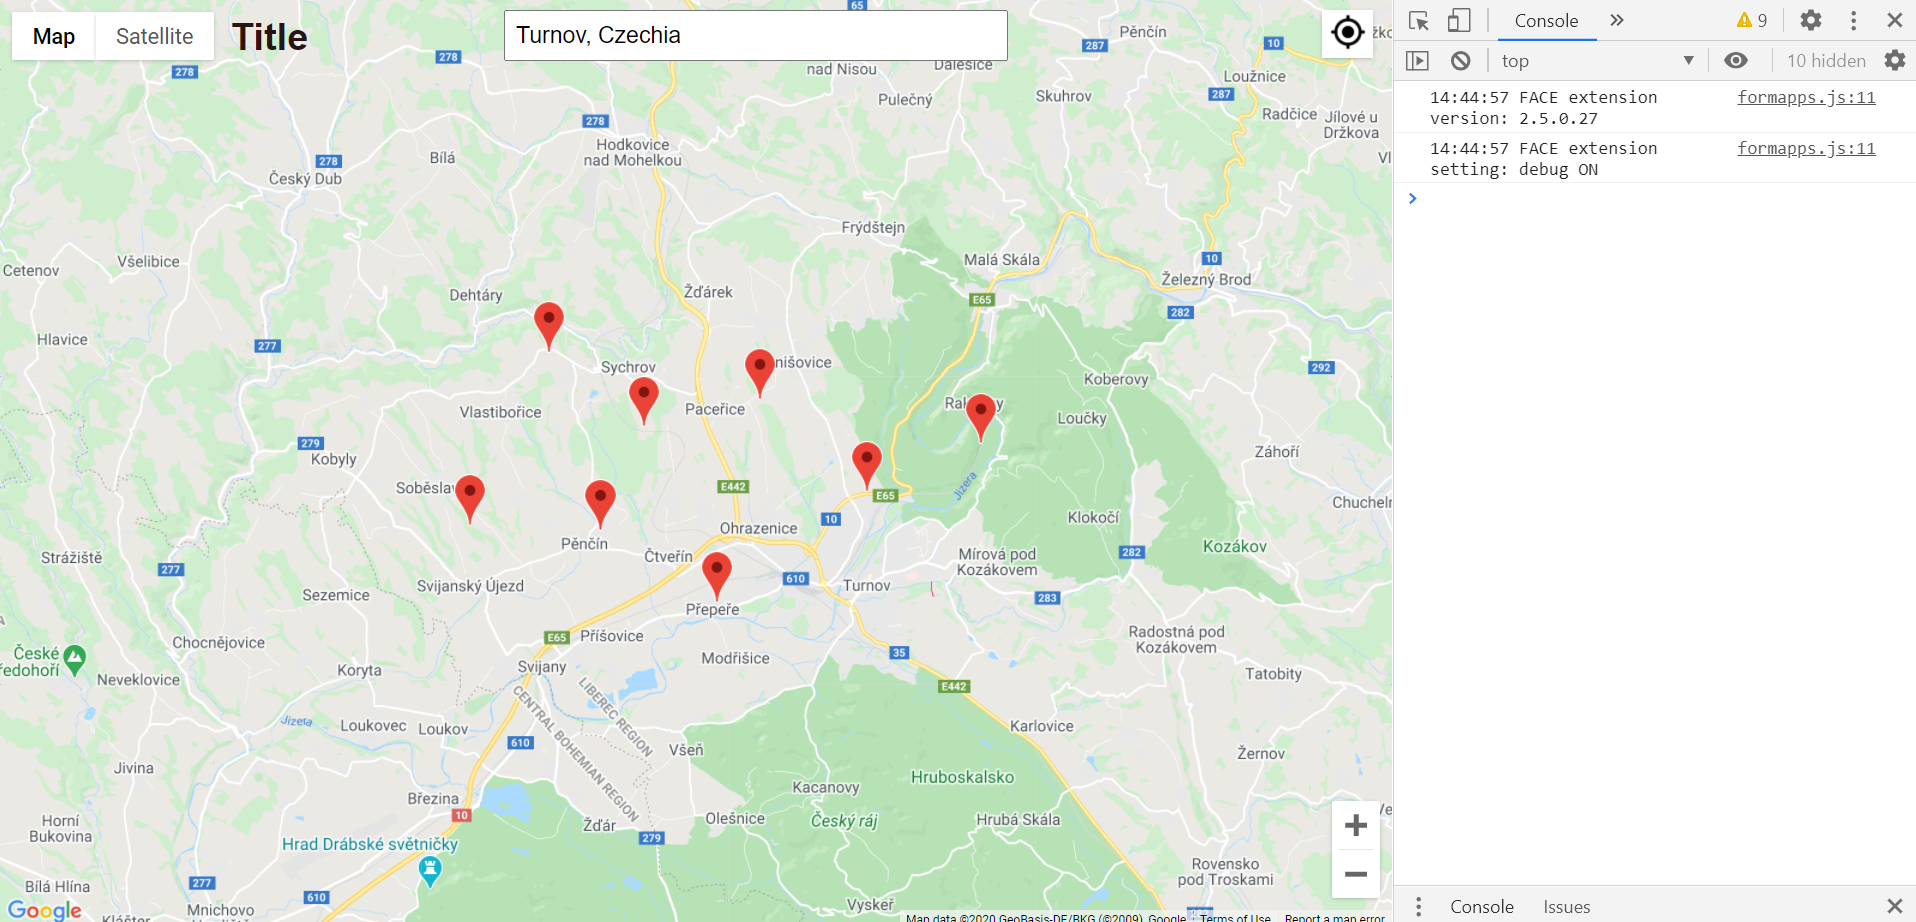 Map
Satellite
Title
Turnov, Czechia
65
Pěnčín
287
10
278
278
nad Nisou
Dalešice
Loužnice
287
Pulečný
Skuhrov
Radčice
Jílové u
Držkova
278
Hodkovice
nad Mohelkou
Bílá
278
Český Dub
Frýdštejn
Malá Skála
10
Železný Brod
Všelibice
Cetenov
Dehtáry
Žďárek
E65
282
Hlavice
277
Sychrov
nišovice
292
Koberovy
Vlastibořice
Paceřice
Loučky
279
Kobyly
Záhoří
E442
E65
Jizera
10
Klokočí
Ohrazenice
Pěnčín
Čtveřín
Mírová pod
Kozákovem
282
Kozákov
Strážiště
277
Svijanský Újezd
610
Turnov
283
Sezemice
Přepeře
E65
Příšovice
Radostná pod
Kozákovem
Chocnějovice
35
České
Modřišice
Svijany
Koryta
Neveklovice
Tatobity
E442
LIBEREC REGION
CENTRAL BOHEMIAN REGION
Jizera
Loukovec
Loukov
Karlovice
610
Všeň
Žernov
Jivina
Hruboskalsko
Kacanovy
Březina
10
Horní
Bukovina
Žďár
279
Olešnice
Český ráj
Hrubá Skála
Hrad Drábské světničky
Rovensko
pod Troskami
277
Bílá Hlína
610
Vyskeř
Mnichovo
Google
Map data ©2020 GeoBasis-DE/BKG (©2009), Google
Terms of Use
Report a map error
Console
9
top
10 hidden
14:44:57 FACE extension
version: 2.5.0.27
formapps.js:11
14:44:57 FACE extension
setting: debug ON
formapps.js:11
Console
Issues